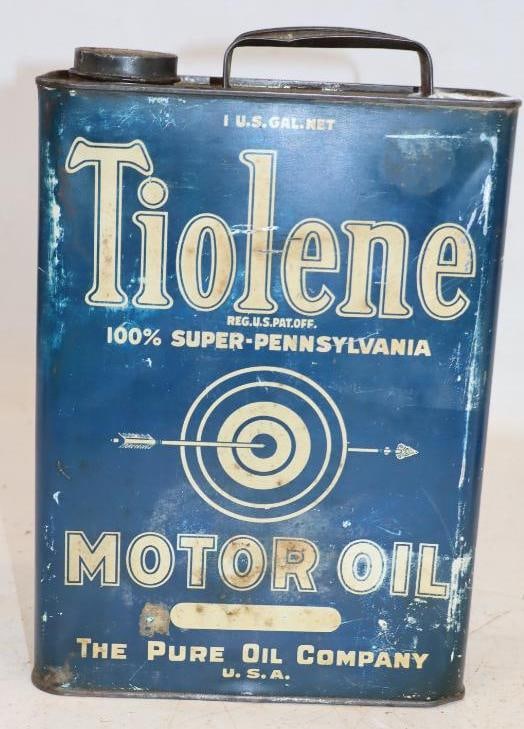 1 U.S. GAL. NET
Tiolene
REG. U.S. PAT. OFF.
100% SUPER-PENNSYLVANIA
MOTOR OIL
THE PURE OIL COMPANY
U.S.A.